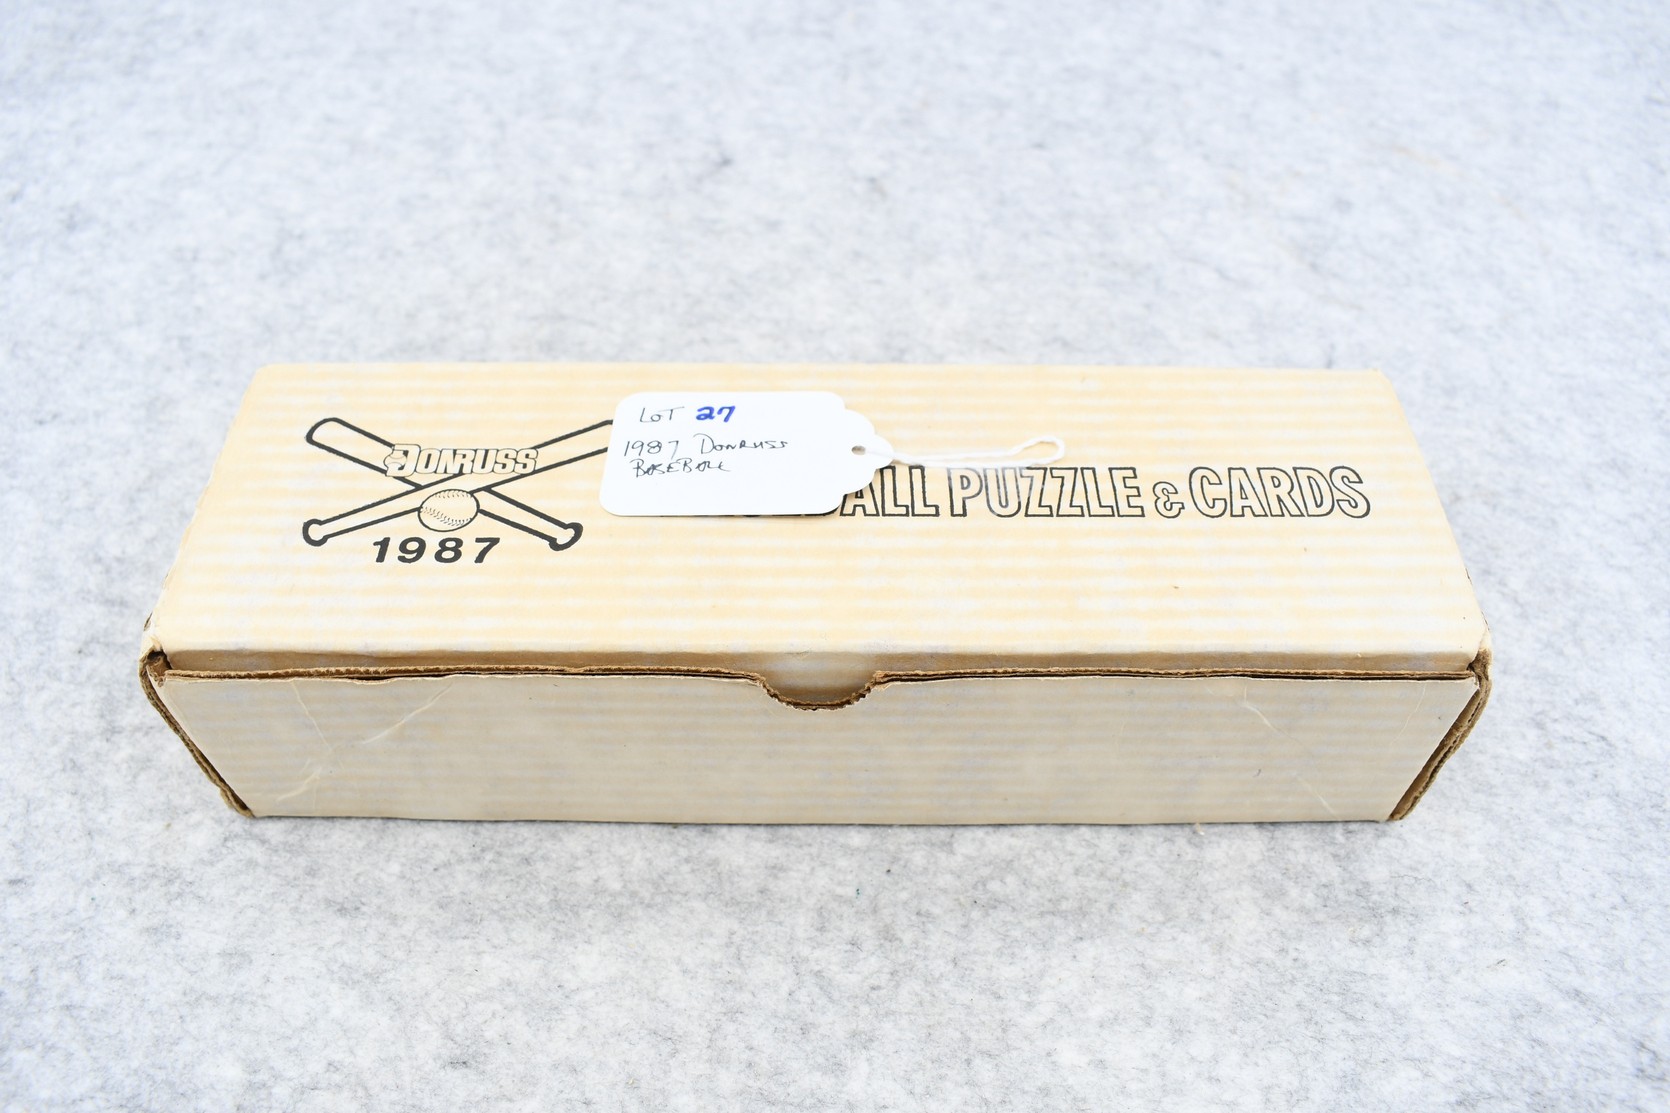 DONRUSS
1987
LOT 27
1987 DONRUSS
BASEBALL
ALL PUZZLE & CARDS